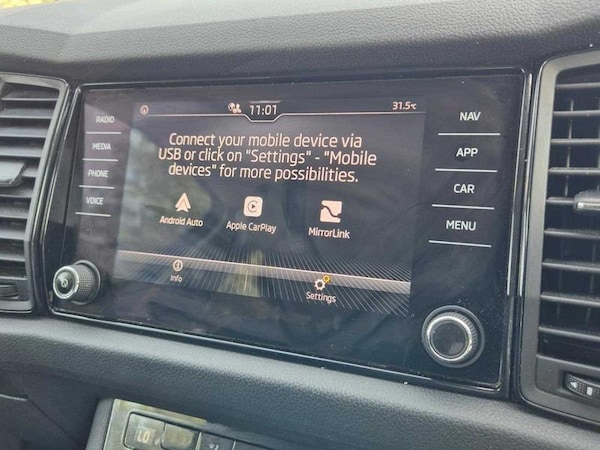 11:01
31.5°C
RADIO
MEDIA
PHONE
VOICE
Connect your mobile device via
USB or click on "Settings" - "Mobile
devices" for more possibilities.
Android Auto
Apple CarPlay
MirrorLink
Info
Settings
NAV
APP
CAR
MENU
LO